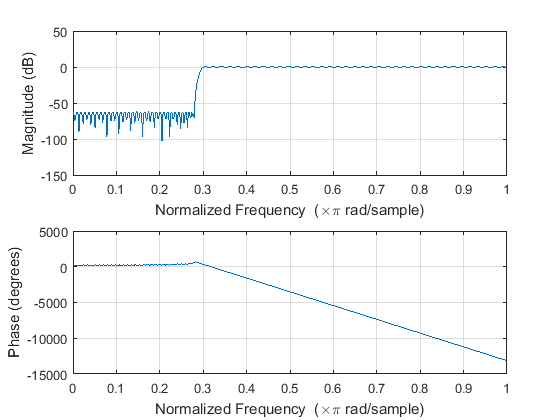 50
0
-50
-100
-150
Magnitude (dB)
0 0.1 0.2 0.3 0.4 0.5 0.6 0.7 0.8 0.9 1
Normalized Frequency (×π rad/sample)
5000
0
-5000
-10000
-15000
Phase (degrees)
0 0.1 0.2 0.3 0.4 0.5 0.6 0.7 0.8 0.9 1
Normalized Frequency (×π rad/sample)